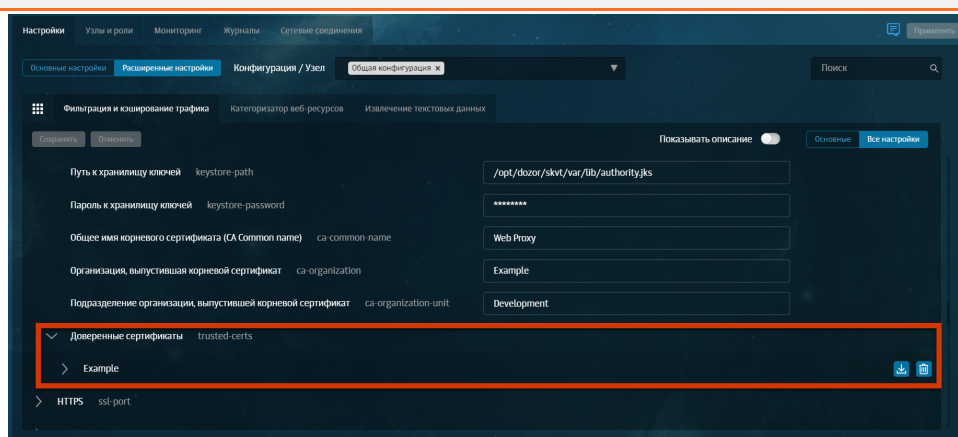 Настройки Узлы и роли Мониторинг Журналы Сетевые соединения Применить
Основные настройки Расширенные настройки Конфигурация / Узел Общая конфигурация × Поиск
Фильтрация и кэширование трафика Категоризатор веб-ресурсов Извлечение текстовых данных
Сохранить Отменить Показывать описание Основные Все настройки
Путь к хранилищу ключей keystore-path /opt/dozor/skvt/var/lib/authority.jks
Пароль к хранилищу ключей keystore-password ********
Общее имя корневого сертификата (CA Common name) ca-common-name Web Proxy
Организация, выпустившая корневой сертификат ca-organization Example
Подразделение организации, выпустившей корневой сертификат ca-organization-unit Development
Доверенные сертификаты trusted-certs
Example
HTTPS ssl-port